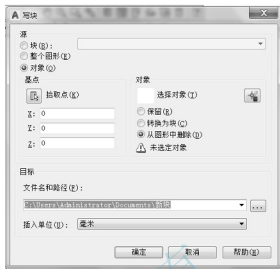 写块
源
块(B):
整个图形(E)
对象(O)
基点
拾取点(K)
X: 0
Y: 0
Z: 0
对象
选择对象(T)
保留(R)
转换为块(C)
从图形中删除(D)
未选定对象
目标
文件名和路径(F):
C:\Users\Administrator\Documents\新块
...
插入单位(U): 毫米
确定 取消 帮助(H)